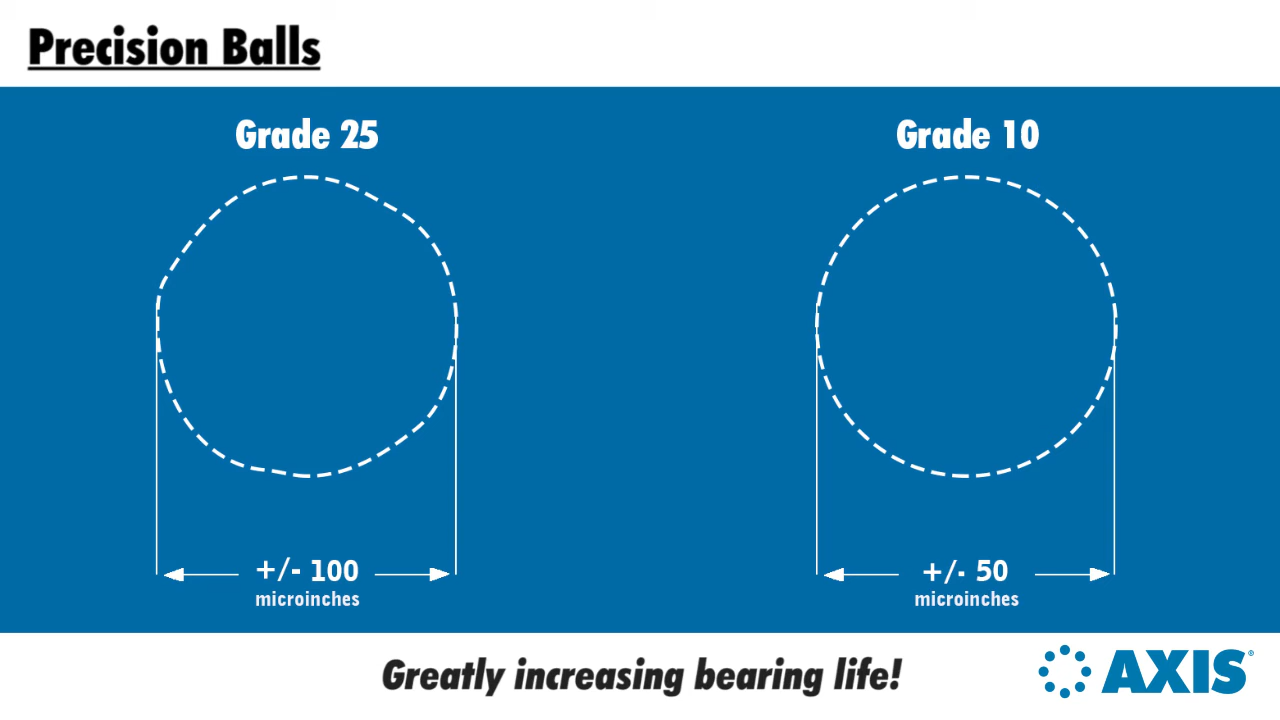 Precision Balls
Grade 25
Grade 10
+/- 100
microinches
+/- 50
microinches
Greatly increasing bearing life!
AXIS®